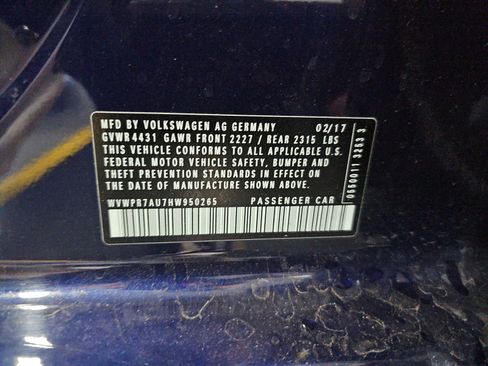 MFD BY VOLKSWAGEN AG GERMANY 02/17
GVWR 4431 GAWR FRONT 2227 / REAR 2315 LBS
THIS VEHICLE CONFORMS TO ALL APPLICABLE U.S.
FEDERAL MOTOR VEHICLE SAFETY, BUMPER AND
THEFT PREVENTION STANDARDS IN EFFECT ON
THE DATE OF MANUFACTURE SHOWN ABOVE.
WVWPR7AU7HW950265 PASSENGER CAR